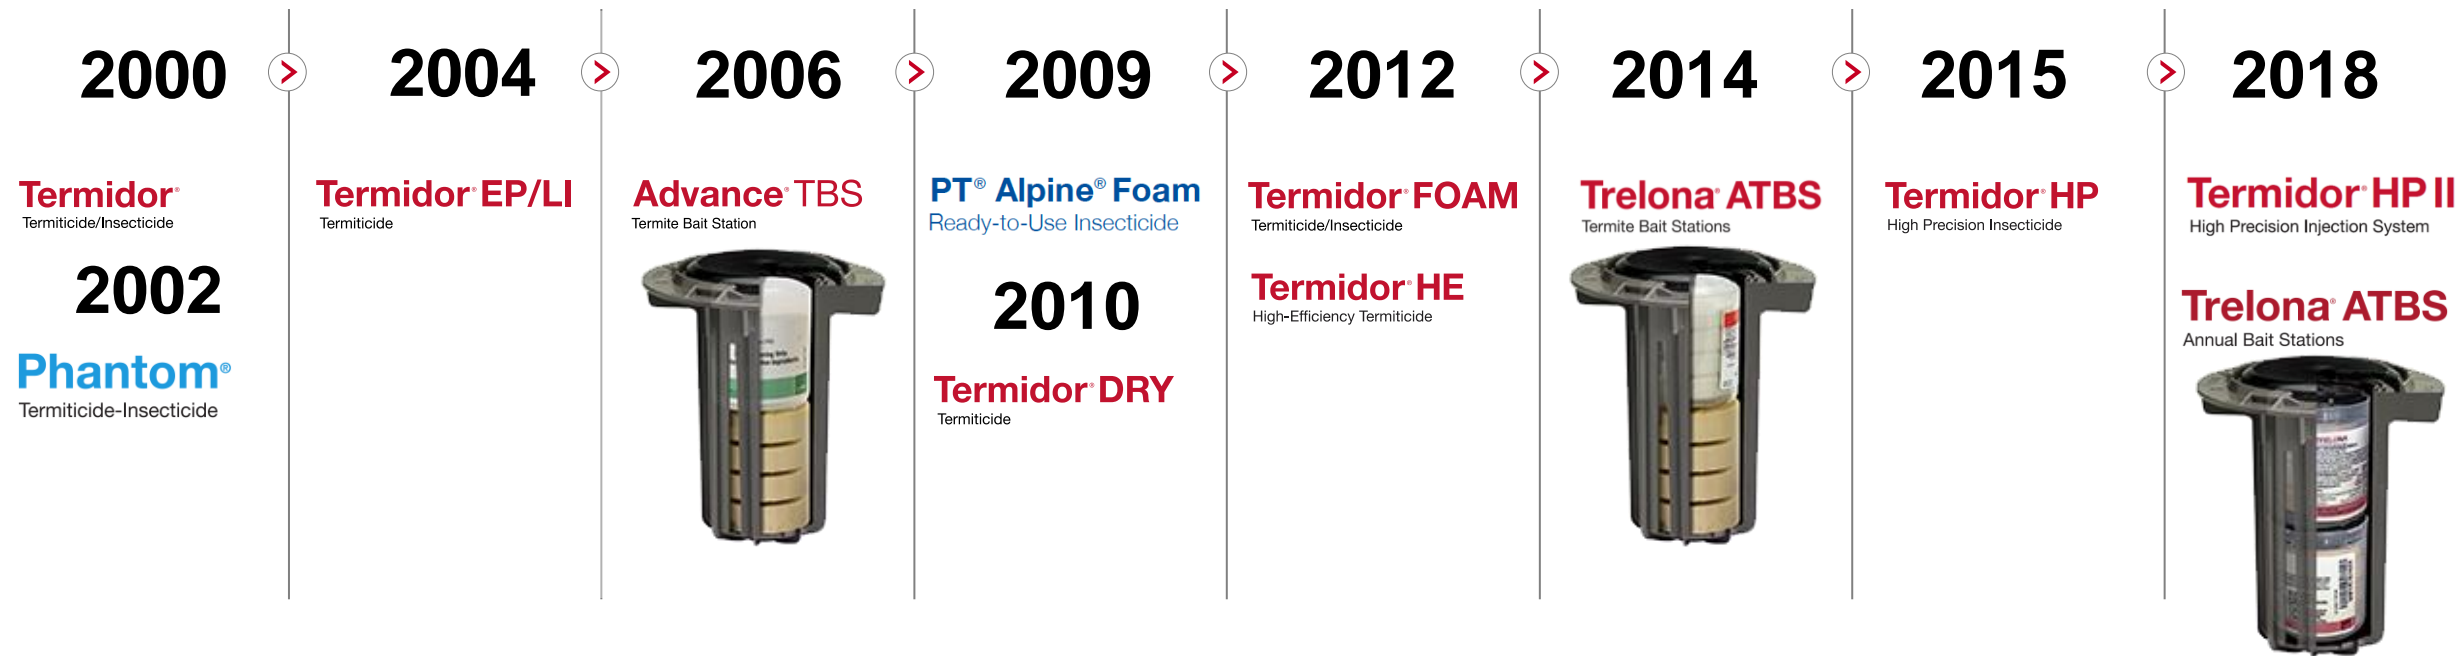 2000
Termidor®
Termiticide/Insecticide
2002
Phantom®
Termiticide-Insecticide
2004
Termidor® EP/LI
Termiticide
2006
Advance® TBS
Termite Bait Station
2009
PT® Alpine® Foam
Ready-to-Use Insecticide
2010
Termidor® DRY
Termiticide
2012
Termidor® FOAM
Termiticide/Insecticide
Termidor® HE
High-Efficiency Termiticide
2014
Trelona® ATBS
Termite Bait Stations
2015
Termidor® HP
High Precision Insecticide
2018
Termidor® HP II
High Precision Injection System
Trelona® ATBS
Annual Bait Stations